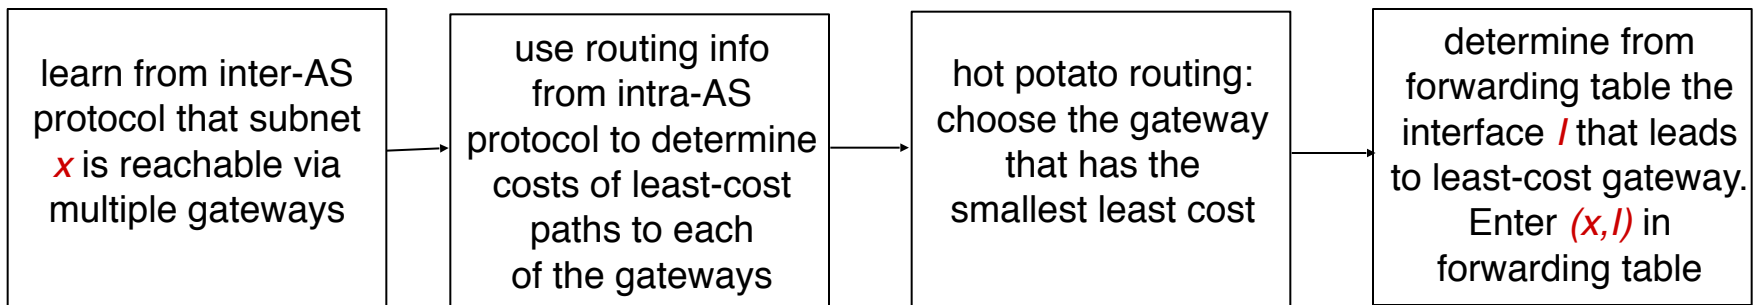 learn from inter-AS
protocol that subnet
x is reachable via
multiple gateways
use routing info
from intra-AS
protocol to determine
costs of least-cost
paths to each
of the gateways
hot potato routing:
choose the gateway
that has the
smallest least cost
determine from
forwarding table the
interface I that leads
to least-cost gateway.
Enter (x,I) in
forwarding table